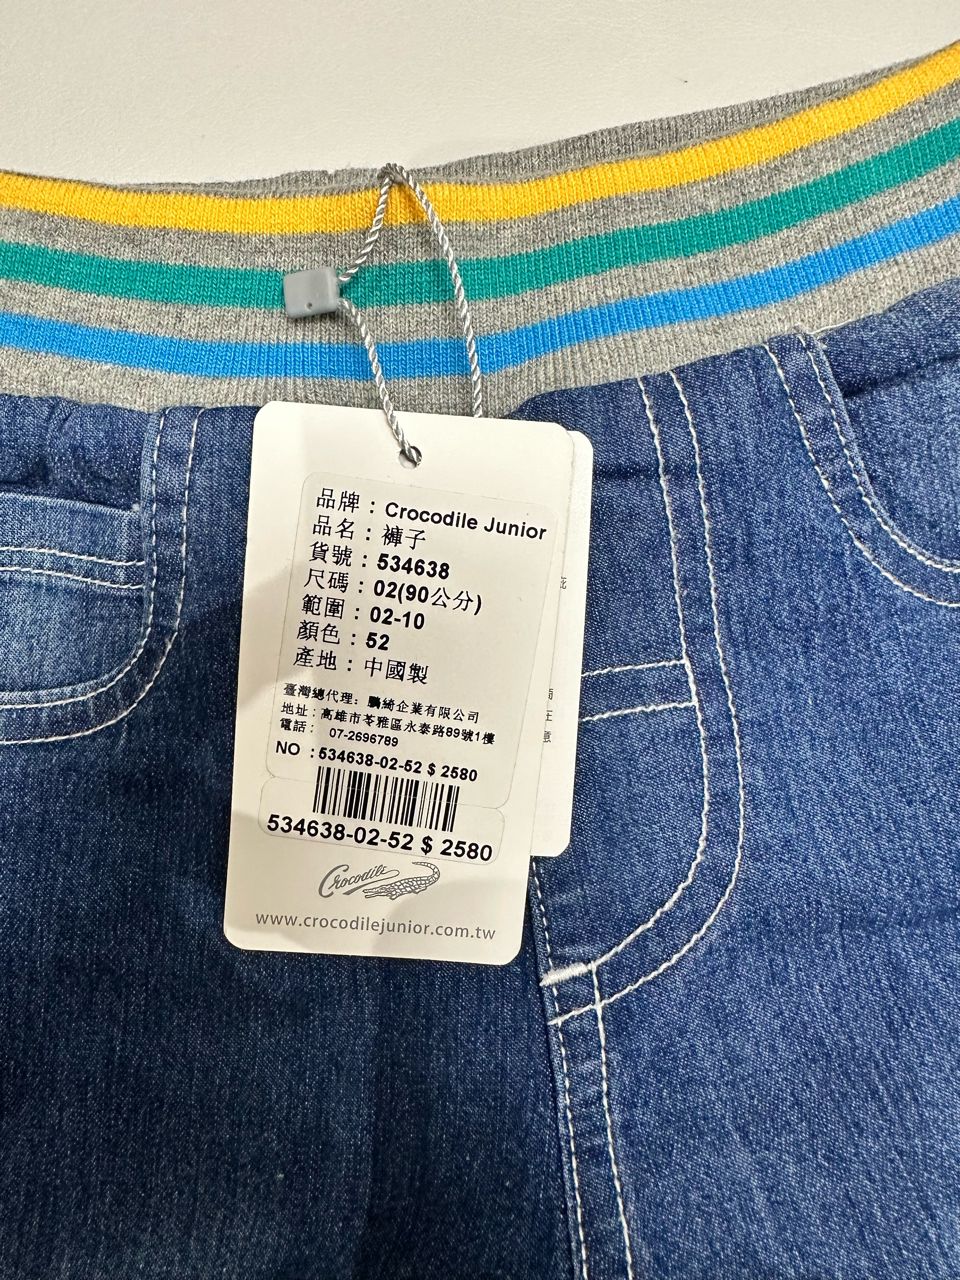 品牌：Crocodile Junior
品名：褲子
貨號：534638
尺碼：02(90公分)
範圍：02-10
顏色：52
產地：中國製
臺灣總代理：鵬綺企業有限公司
地址：高雄市苓雅區永泰路89號1樓
電話： 07-2696789
NO ：534638-02-52 $ 2580
534638-02-52 $ 2580
Crocodile
www.crocodilejunior.com.tw